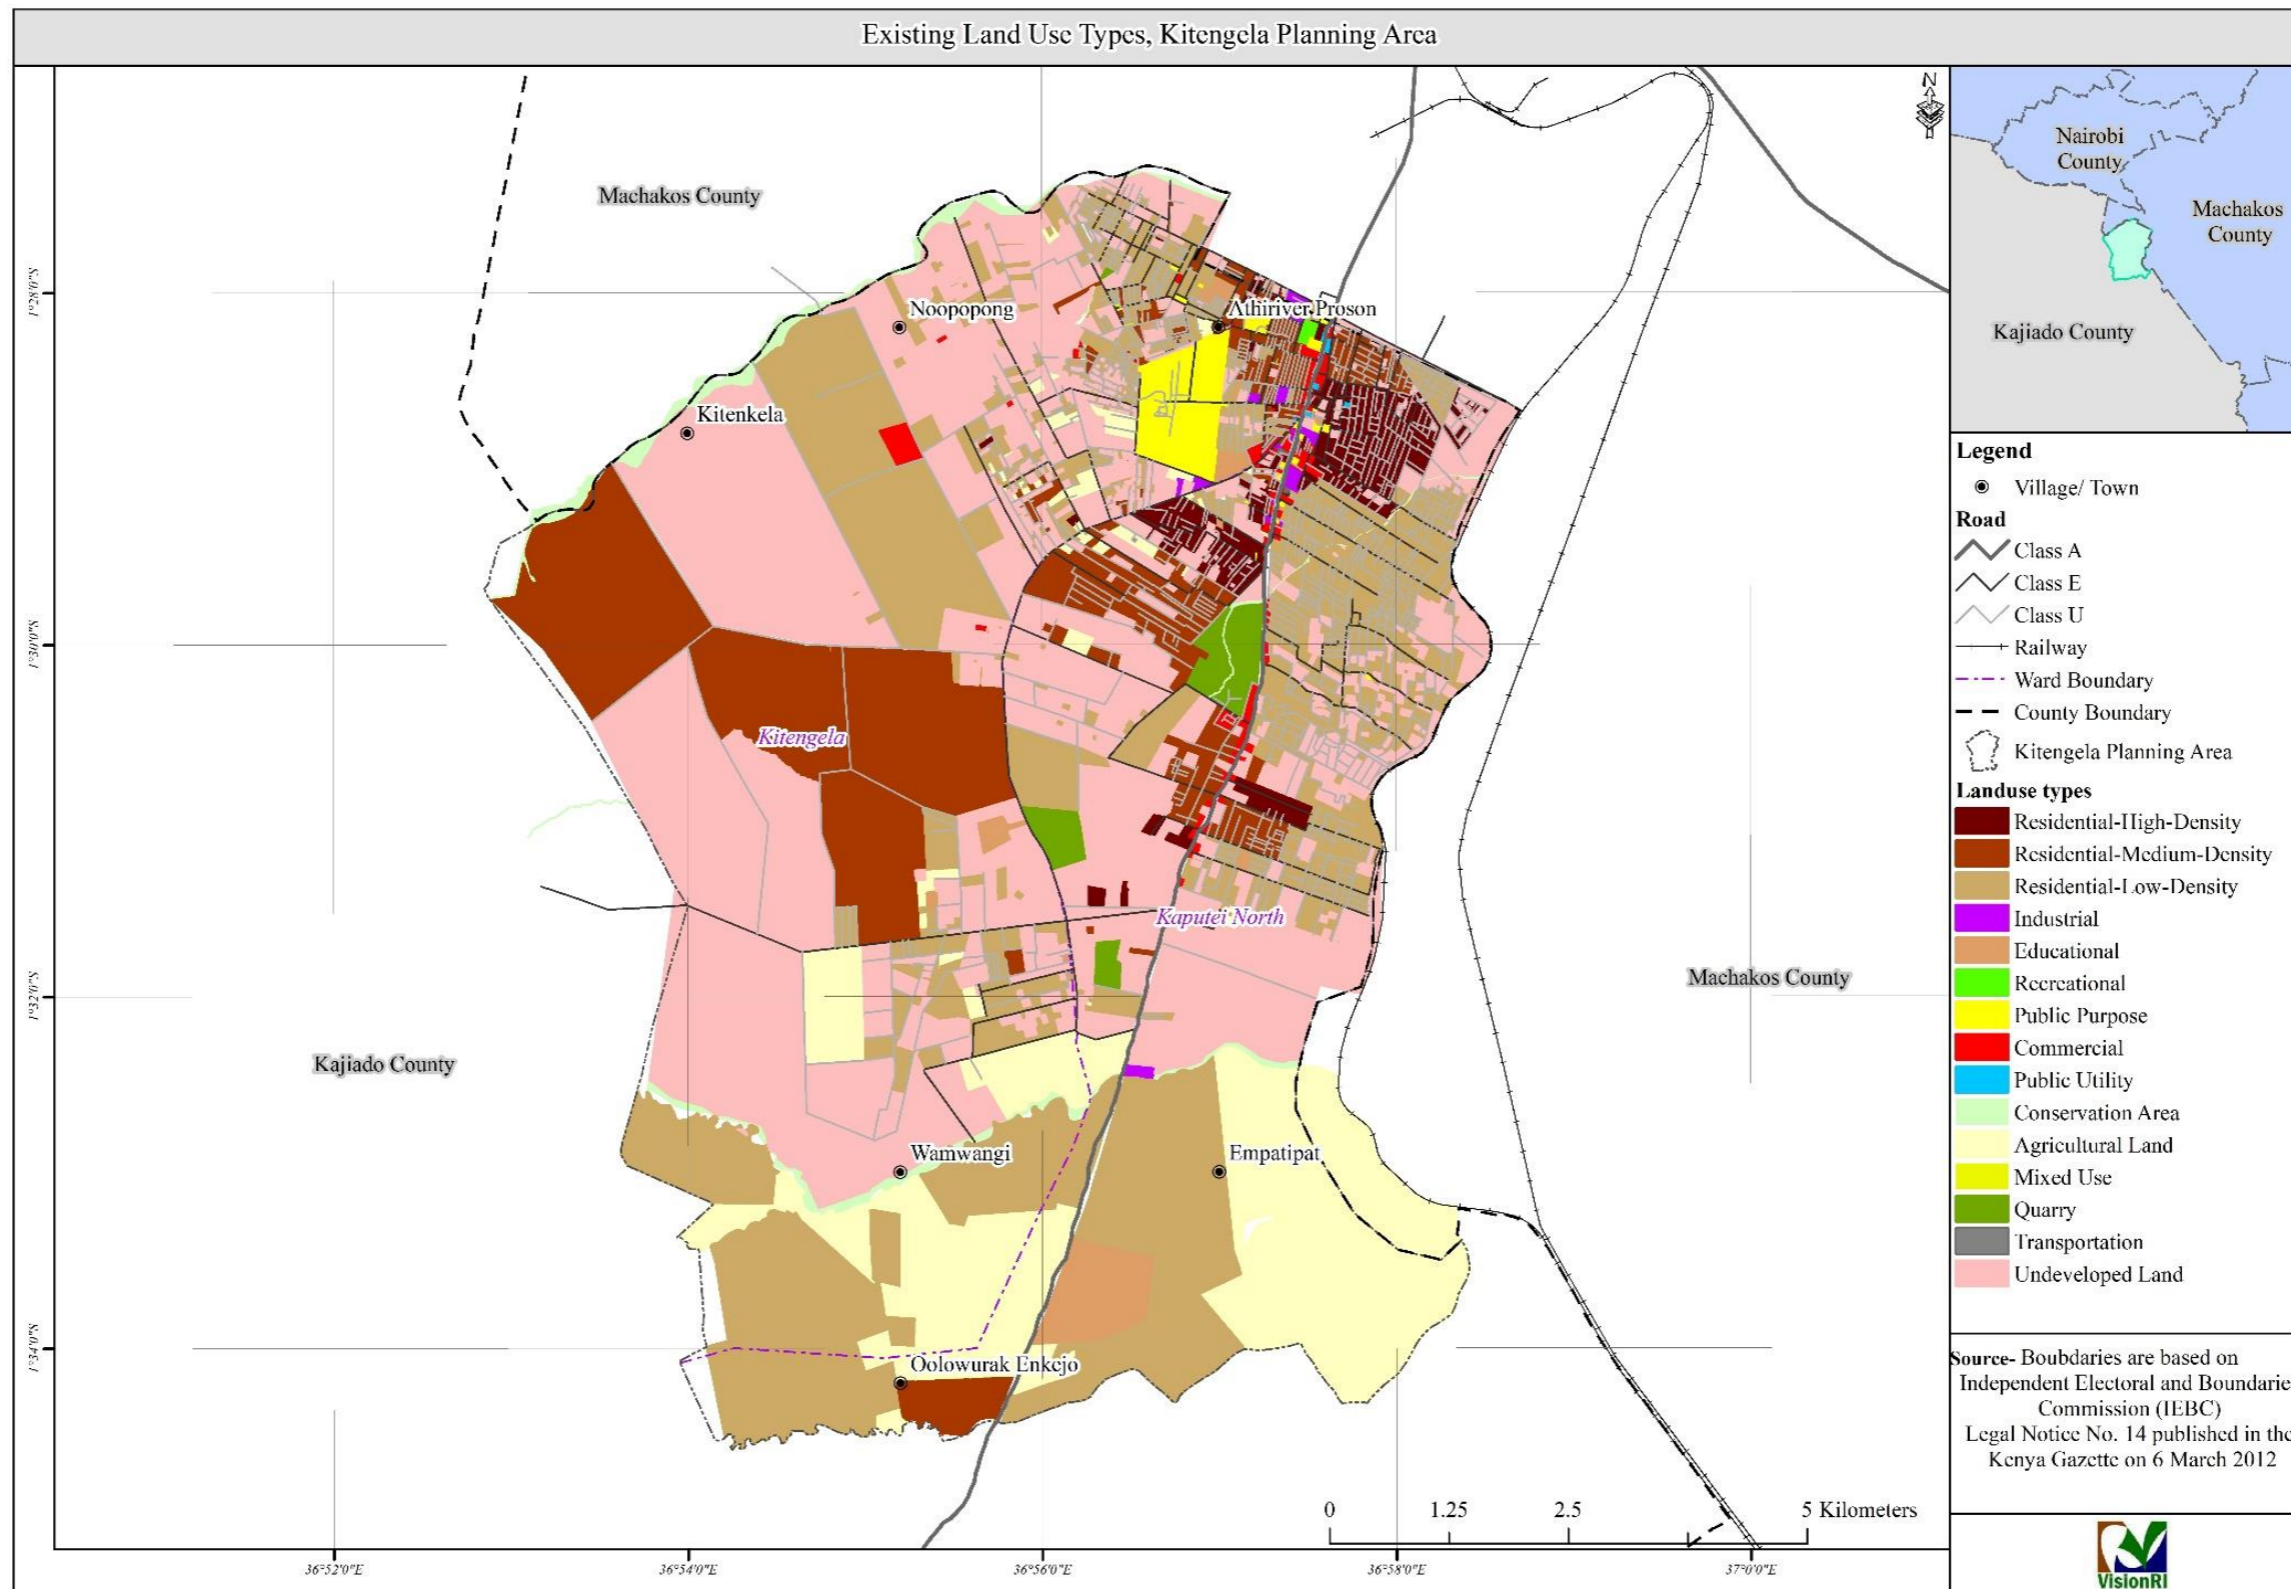 Existing Land Use Types, Kitengela Planning Area
N
Machakos County
Noopopong
Athiriver Proson
Kitenkela
Kitengela
Kaputei North
Machakos County
Kajiado County
Wamwangi
Empatipat
Oolowurak Enkejo
0 1.25 2.5 5 Kilometers
1°28'0"S
1°30'0"S
1°32'0"S
1°34'0"S
36°52'0"E
36°54'0"E
36°56'0"E
36°58'0"E
37°0'0"E
Nairobi
County
Machakos
County
Kajiado County
Legend
Village/ Town
Road
Class A
Class E
Class U
Railway
Ward Boundary
County Boundary
Kitengela Planning Area
Landuse types
Residential-High-Density
Residential-Medium-Density
Residential-Low-Density
Industrial
Educational
Recreational
Public Purpose
Commercial
Public Utility
Conservation Area
Agricultural Land
Mixed Use
Quarry
Transportation
Undeveloped Land
Source- Boubdaries are based on
Independent Electoral and Boundarie
Commission (IEBC)
Legal Notice No. 14 published in the
Kenya Gazette on 6 March 2012
VisionRI